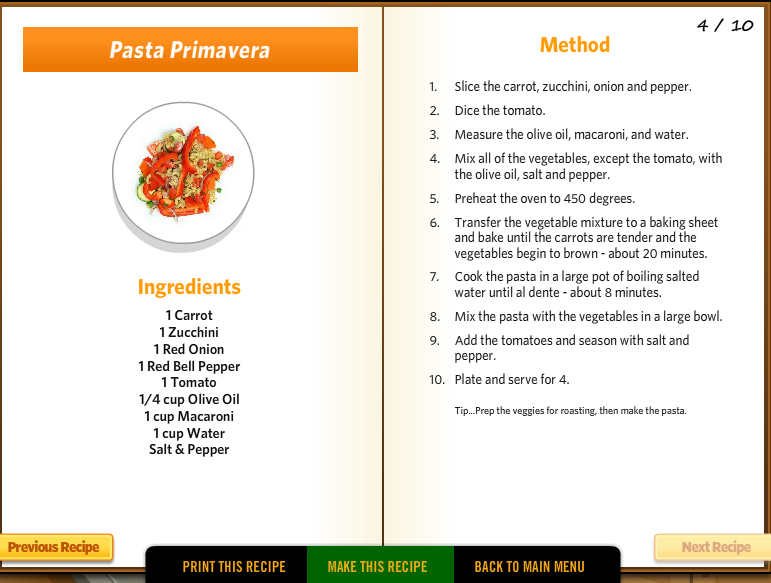 Pasta Primavera
Ingredients
1 Carrot
1 Zucchini
1 Red Onion
1 Red Bell Pepper
1 Tomato
1/4 cup Olive Oil
1 cup Macaroni
1 cup Water
Salt & Pepper
4 / 10
Method
1. Slice the carrot, zucchini, onion and pepper.
2. Dice the tomato.
3. Measure the olive oil, macaroni, and water.
4. Mix all of the vegetables, except the tomato, with
the olive oil, salt and pepper.
5. Preheat the oven to 450 degrees.
6. Transfer the vegetable mixture to a baking sheet
and bake until the carrots are tender and the
vegetables begin to brown - about 20 minutes.
7. Cook the pasta in a large pot of boiling salted
water until al dente - about 8 minutes.
8. Mix the pasta with the vegetables in a large bowl.
9. Add the tomatoes and season with salt and
pepper.
10. Plate and serve for 4.
Tip...Prep the veggies for roasting, then make the pasta.
Previous Recipe
PRINT THIS RECIPE
MAKE THIS RECIPE
BACK TO MAIN MENU
Next Recipe